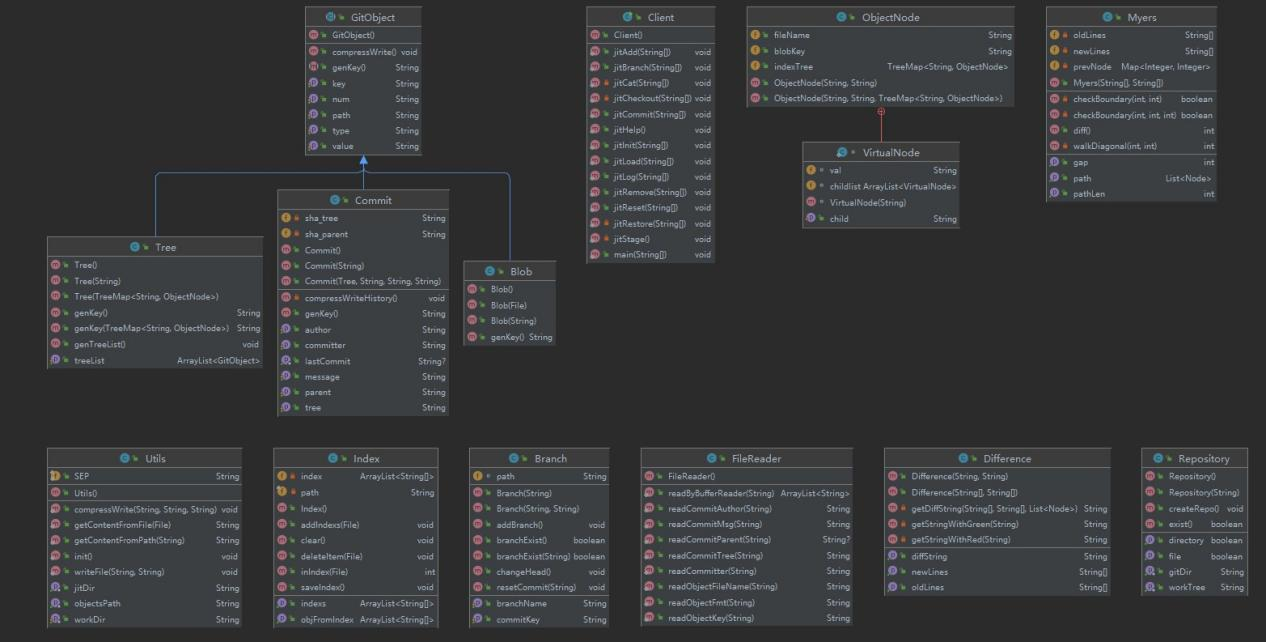 GitObject
GitObject()
compressWrite() void
genKey() String
key String
num String
path String
type String
value String
Client
Client()
jitAdd(String[]) void
jitBranch(String[]) void
jitCat(String[]) void
jitCheckout(String[]) void
jitCommit(String[]) void
jitHelp() void
jitInit(String[]) void
jitLoad(String[]) void
jitLog(String[]) void
jitRemove(String[]) void
jitReset(String[]) void
jitRestore(String[]) void
jitStage() void
main(String[]) void
ObjectNode
fileName String
blobKey String
indexTree TreeMap<String, ObjectNode>
ObjectNode(String, String)
ObjectNode(String, String, TreeMap<String, ObjectNode>)
VirtualNode
val String
childlist ArrayList<VirtualNode>
VirtualNode(String)
child String
Myers
oldLines String[]
newLines String[]
prevNode Map<Integer, Integer>
Myers(String[], String[])
checkBoundary(int, int) boolean
checkBoundary(int, int, int) boolean
diff() int
walkDiagonal(int, int) int
gap int
path List<Node>
pathLen int
Tree
Tree()
Tree(String)
Tree(TreeMap<String, ObjectNode>)
genKey() String
genKey(TreeMap<String, ObjectNode>) String
genTreeList() void
treeList ArrayList<GitObject>
Commit
sha_tree String
sha_parent String
Commit()
Commit(String)
Commit(Tree, String, String, String)
compressWriteHistory() void
genKey() String
author String
committer String
lastCommit String?
message String
parent String
tree String
Blob
Blob()
Blob(File)
Blob(String)
genKey() String
Utils
SEP String
Utils()
compressWrite(String, String, String) void
getContentFromFile(File) String
getContentFromPath(String) String
init() void
writeFile(String, String) void
jitDir String
objectsPath String
workDir String
Index
index ArrayList<String[]>
path String
Index()
addIndexs(File) void
clear() void
deleteItem(File) void
inIndex(File) int
saveIndex() void
indexs ArrayList<String[]>
objFromIndex ArrayList<String[]>
Branch
path String
Branch(String)
Branch(String, String)
addBranch() void
branchExist() boolean
branchExist(String) boolean
changeHead() void
resetCommit(String) void
branchName String
commitKey String
FileReader
FileReader()
readByBufferReader(String) ArrayList<String>
readCommitAuthor(String) String
readCommitMsg(String) String
readCommitParent(String) String?
readCommitTree(String) String
readCommitter(String) String
readObjectFileName(String) String
readObjectFmt(String) String
readObjectKey(String) String
Difference
Difference(String, String)
Difference(String[], String[])
getDiffString(String[], String[], List<Node>) String
getStringWithGreen(String) String
getStringWithRed(String) String
diffString String
newLines String[]
oldLines String[]
Repository
Repository()
Repository(String)
createRepo() void
exist() boolean
directory boolean
file boolean
gitDir String
workTree String